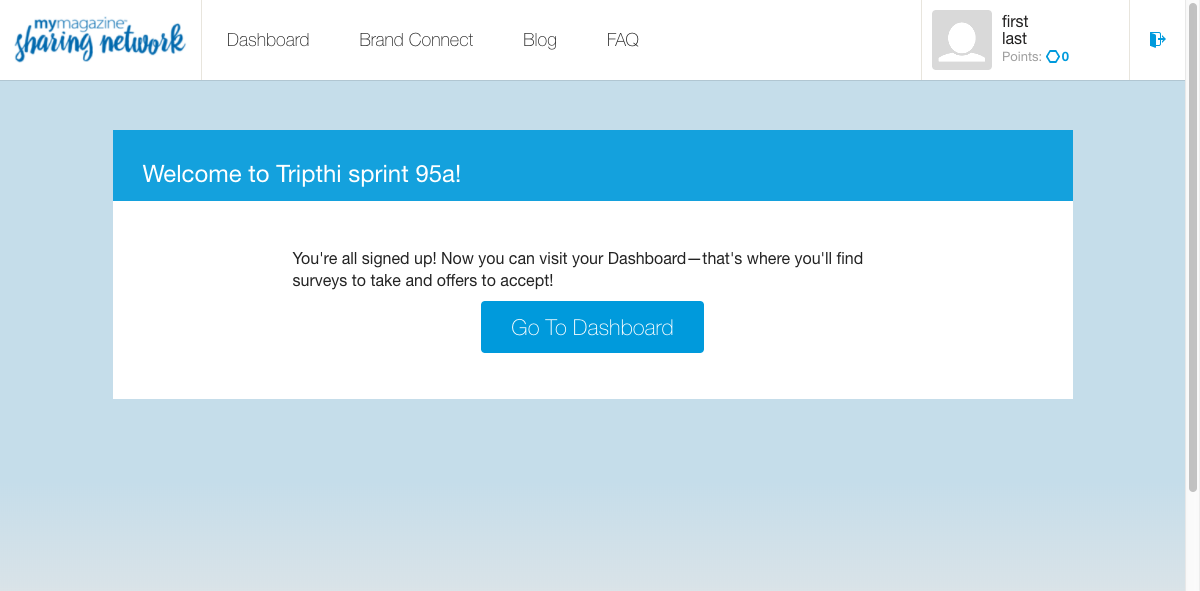 mymagazine
sharing network
Dashboard
Brand Connect
Blog
FAQ
first
last
Points: 0
Welcome to Tripthi sprint 95a!
You're all signed up! Now you can visit your Dashboard—that's where you'll find
surveys to take and offers to accept!
Go To Dashboard